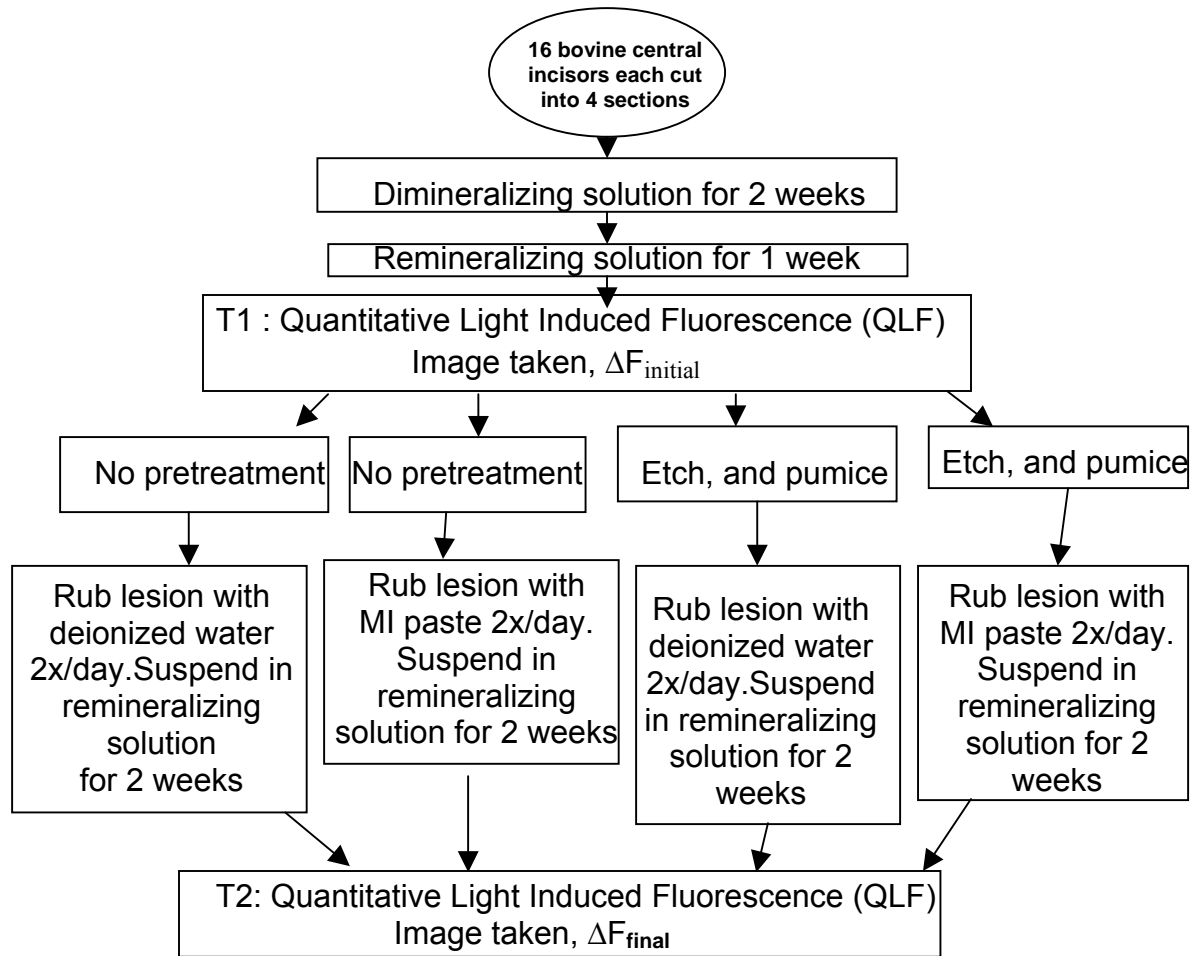 16 bovine central
incisors each cut
into 4 sections
Dimineralizing solution for 2 weeks
Remineralizing solution for 1 week
T1 : Quantitative Light Induced Fluorescence (QLF)
Image taken, ΔFinitial
No pretreatment
No pretreatment
Etch, and pumice
Etch, and pumice
Rub lesion with
deionized water
2x/day.Suspend in
remineralizing
solution
for 2 weeks
Rub lesion with
MI paste 2x/day.
Suspend in
remineralizing
solution for 2 weeks
Rub lesion with
deionized water
2x/day.Suspend
in remineralizing
solution for 2
weeks
Rub lesion with
MI paste 2x/day.
Suspend in
remineralizing
solution for 2
weeks
T2: Quantitative Light Induced Fluorescence (QLF)
Image taken, ΔFfinal